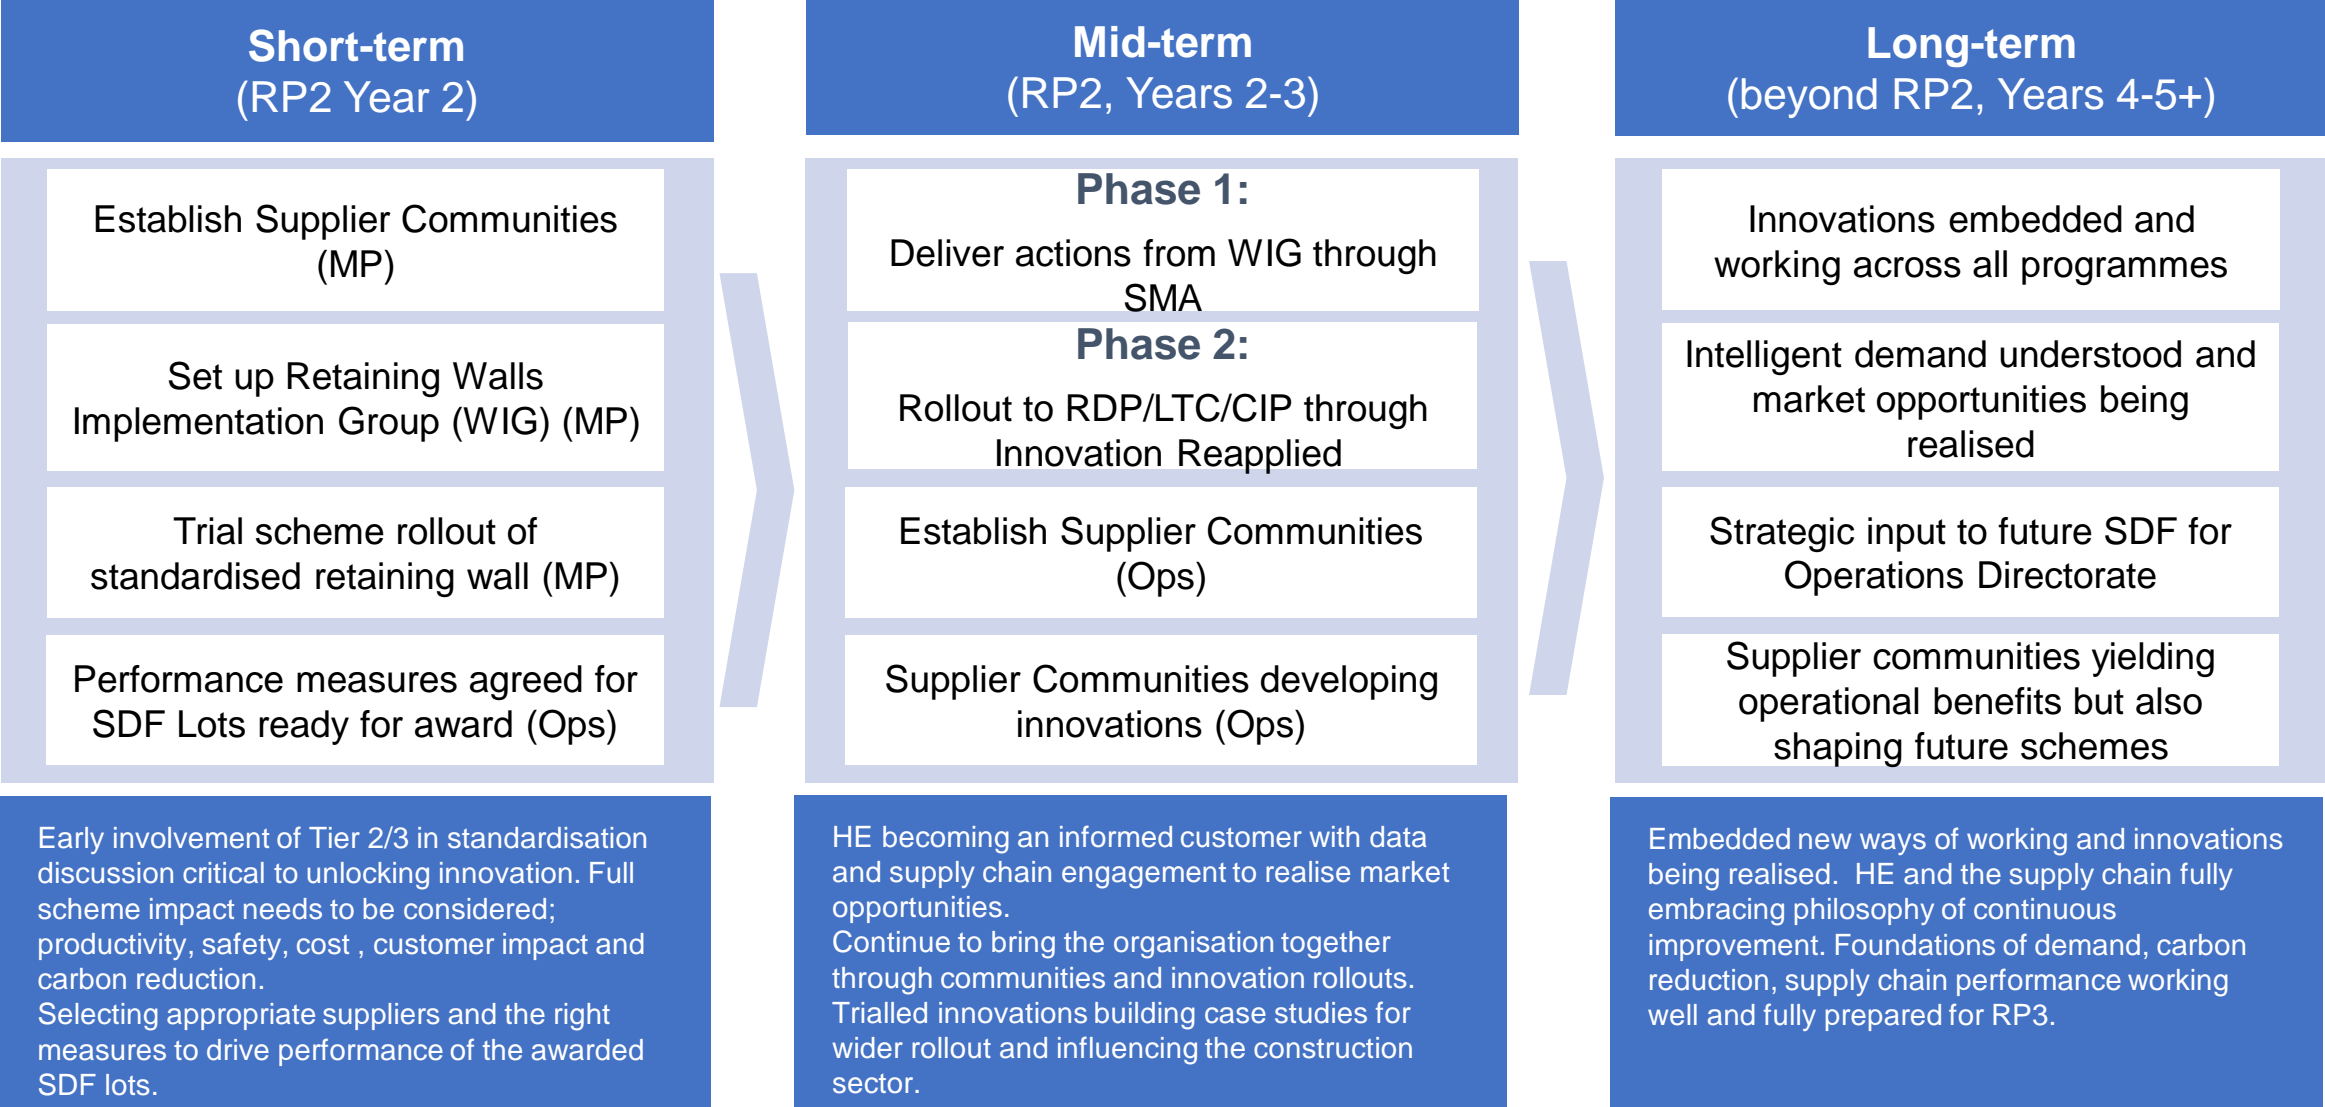 Short-term
(RP2 Year 2)
Establish Supplier Communities
(MP)
Set up Retaining Walls
Implementation Group (WIG) (MP)
Trial scheme rollout of
standardised retaining wall (MP)
Performance measures agreed for
SDF Lots ready for award (Ops)
Early involvement of Tier 2/3 in standardisation
discussion critical to unlocking innovation. Full
scheme impact needs to be considered;
productivity, safety, cost , customer impact and
carbon reduction.
Selecting appropriate suppliers and the right
measures to drive performance of the awarded
SDF lots.
Mid-term
(RP2, Years 2-3)
Phase 1:
Deliver actions from WIG through
SMA
Phase 2:
Rollout to RDP/LTC/CIP through
Innovation Reapplied
Establish Supplier Communities
(Ops)
Supplier Communities developing
innovations (Ops)
HE becoming an informed customer with data
and supply chain engagement to realise market
opportunities.
Continue to bring the organisation together
through communities and innovation rollouts.
Trialled innovations building case studies for
wider rollout and influencing the construction
sector.
Long-term
(beyond RP2, Years 4-5+)
Innovations embedded and
working across all programmes
Intelligent demand understood and
market opportunities being
realised
Strategic input to future SDF for
Operations Directorate
Supplier communities yielding
operational benefits but also
shaping future schemes
Embedded new ways of working and innovations
being realised.  HE and the supply chain fully
embracing philosophy of continuous
improvement. Foundations of demand, carbon
reduction, supply chain performance working
well and fully prepared for RP3.